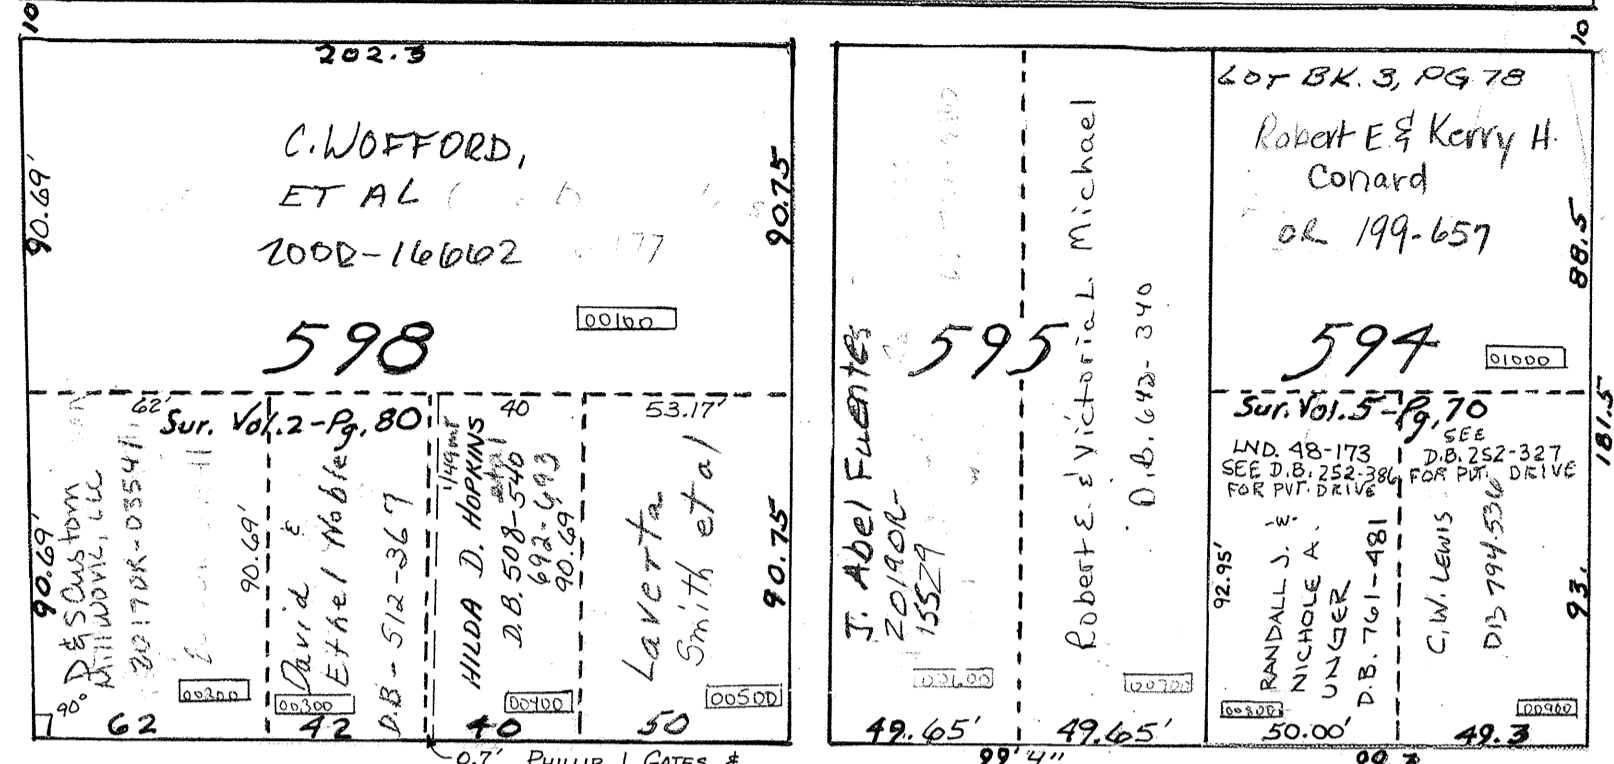 10
202.3
C. WOFFORD,
ET AL
200R-16662
177
90.69'
90.75
00100
598
62'
Sur. Vol. 2-Pg. 80
40
53.17'
90.69'
D & S Custom
Millwork, LLC
2017OR-03541
90.69'
90°
00200
62
David &
Ethel Nobley
D.B - 512-367
00300
42
HILDA D. HOPKINS
etal
D.B. 508-540
692-693
90.69'
00400
40
Laverta
Smith et al
00500
50
90.75
0.7' PHILLIP L. GATES &
10
J. Abel Fuentes
2019OR-
15529
595
Robert E. & Victoria L. Michael
D.B. 642-340
00600
00700
49.65'
49.65'
99'4"
LOT BK. 3, PG 78
Robert E & Kerry H.
Conard
OR 199-657
88.5
594
01000
181.5
Sur. Vol. 5-Pg. 70
LND. 48-173
SEE D.B. 252-386
FOR PVT. DRIVE
SEE
D.B. 252-327
FOR PVT. DRIVE
92.95'
RANDALL J. -W-
NICHOLE A.
UNGER
D.B. 761-481
C.W. LEWIS
DB 794-536
93.
00800
00900
50.00'
49.3